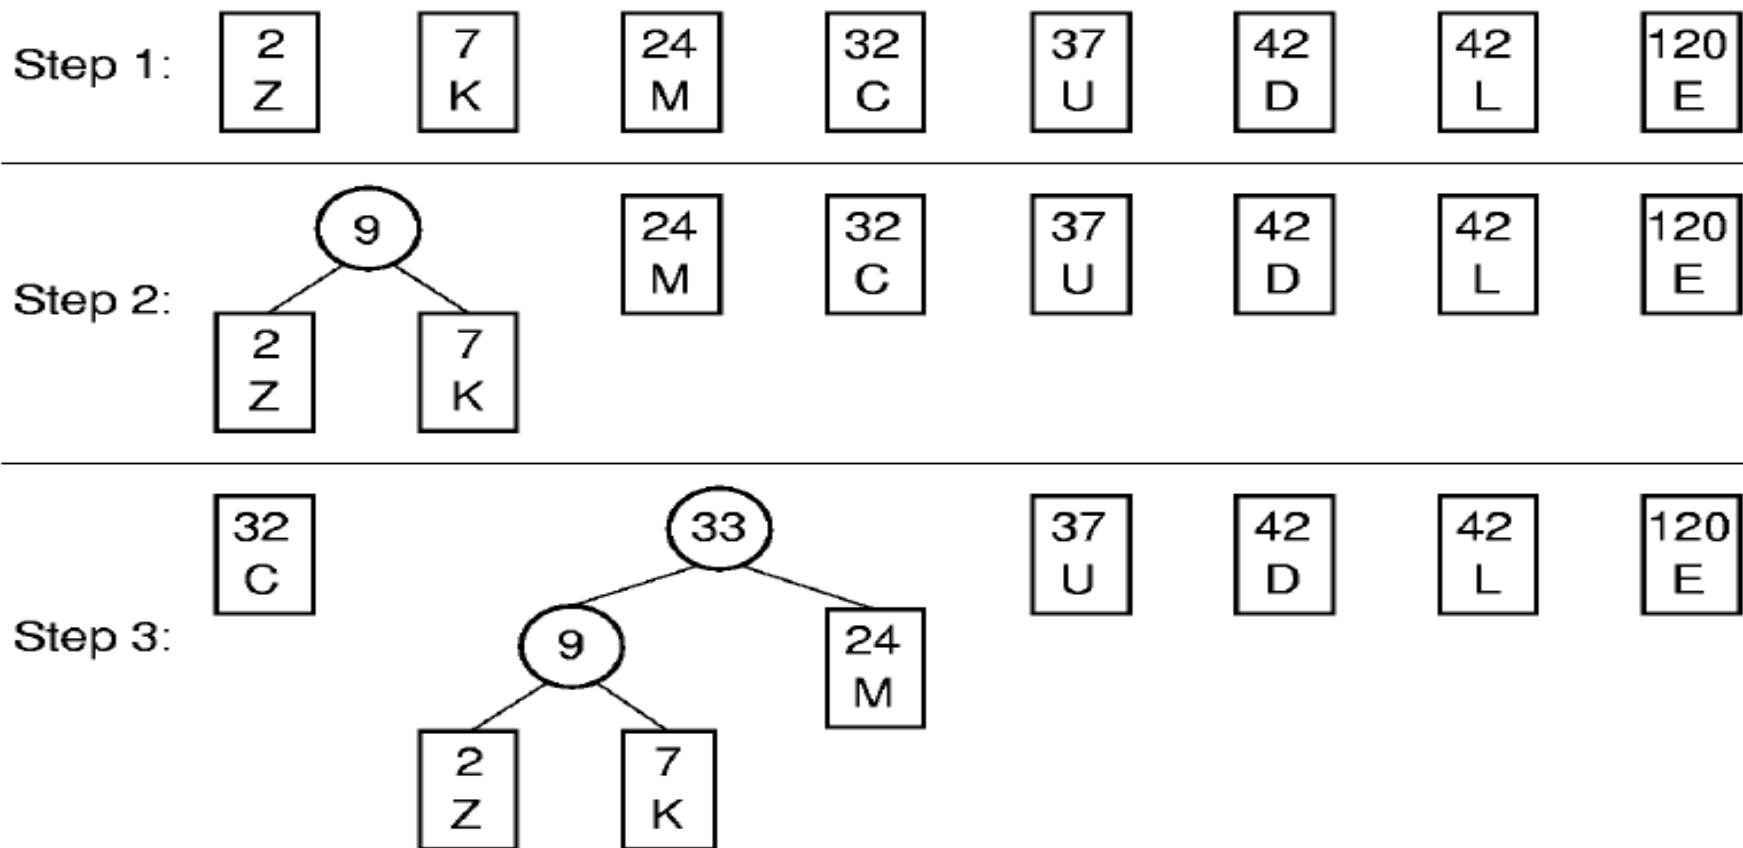 Step 1:
2 7 24 32 37 42 42 120
Z K M C U D L E
Step 2:
9
24 32 37 42 42 120
M C U D L E
2 7
Z K
Step 3:
32 33 37 42 42 120
C U D L E
9 24
M
2 7
Z K